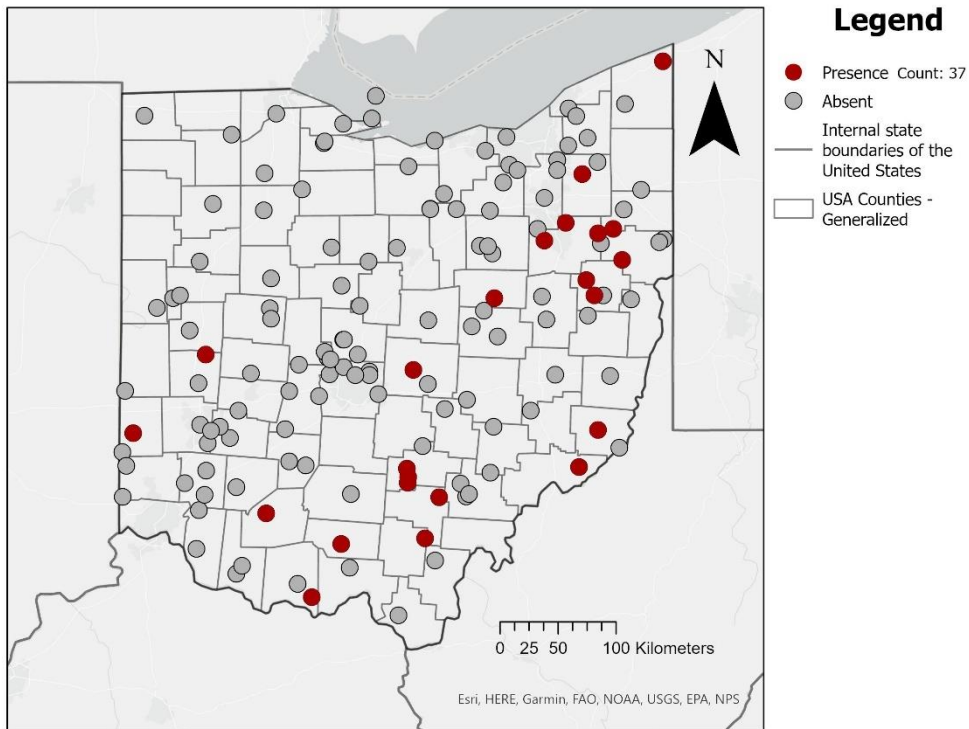 Legend
N
Presence Count: 37
Absent
Internal state
boundaries of the
United States
USA Counties -
Generalized
0 25 50 100 Kilometers
Esri, HERE, Garmin, FAO, NOAA, USGS, EPA, NPS